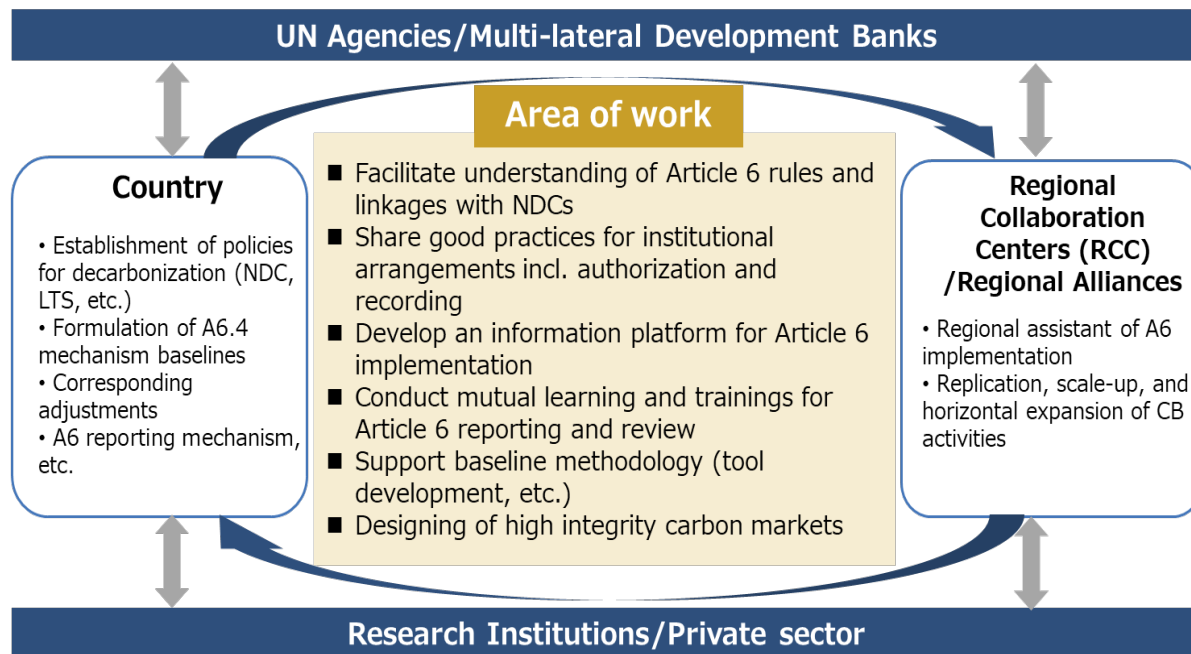 UN Agencies/Multi-lateral Development Banks
Country
• Establishment of policies
for decarbonization (NDC,
LTS, etc.)
• Formulation of A6.4
mechanism baselines
• Corresponding
adjustments
• A6 reporting mechanism,
etc.
Area of work
■ Facilitate understanding of Article 6 rules and
linkages with NDCs
■ Share good practices for institutional
arrangements incl. authorization and
recording
■ Develop an information platform for Article 6
implementation
■ Conduct mutual learning and trainings for
Article 6 reporting and review
■ Support baseline methodology (tool
development, etc.)
■ Designing of high integrity carbon markets
Regional
Collaboration
Centers (RCC)
/Regional Alliances
• Regional assistant of A6
implementation
• Replication, scale-up, and
horizontal expansion of CB
activities
Research Institutions/Private sector